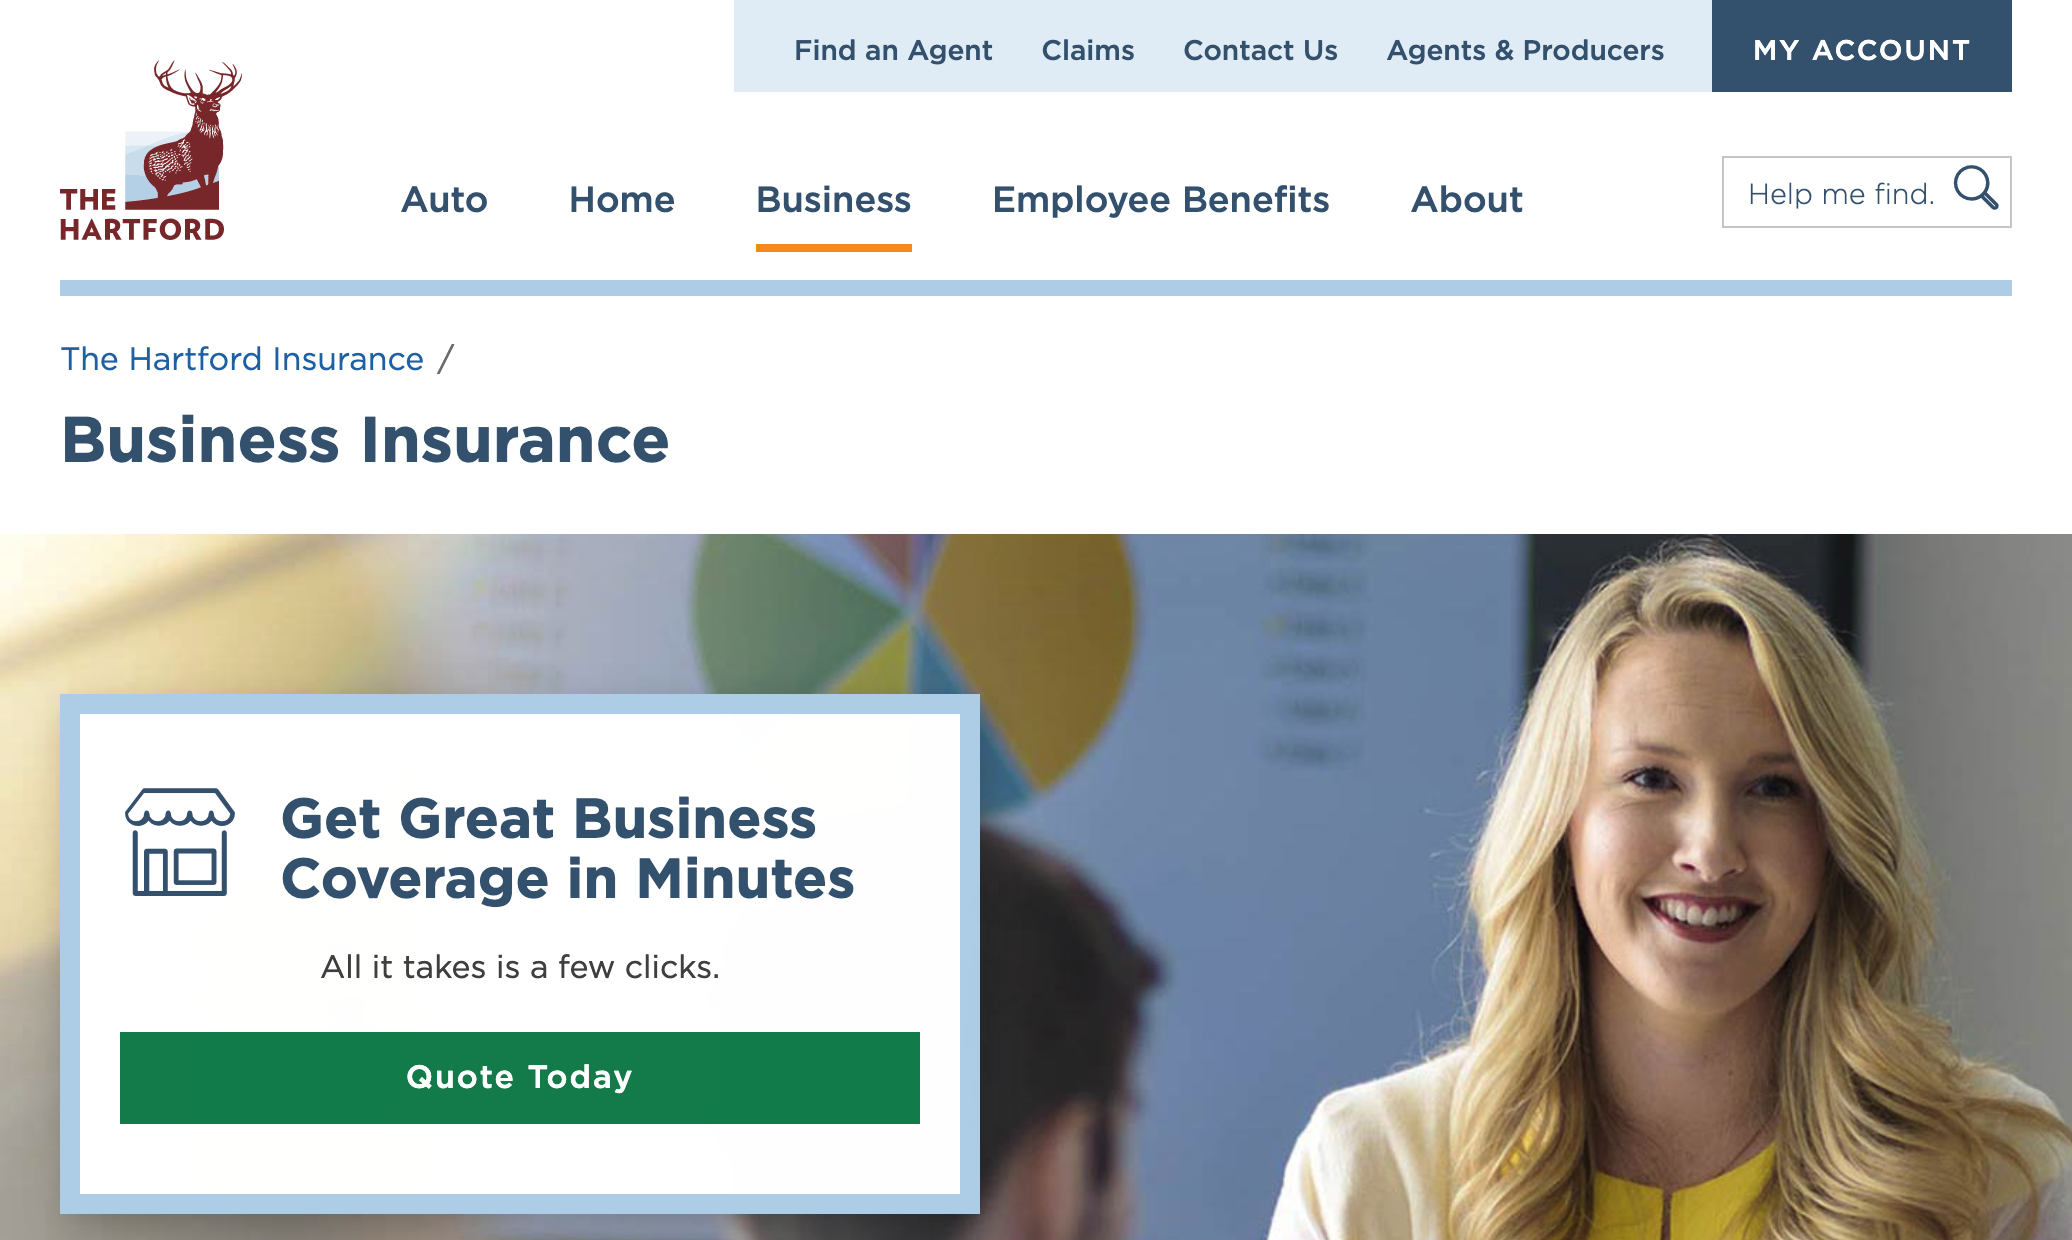 Find an Agent Claims Contact Us Agents & Producers MY ACCOUNT
THE
HARTFORD
Auto Home Business Employee Benefits About
Help me find.
The Hartford Insurance /
Business Insurance
Get Great Business
Coverage in Minutes
All it takes is a few clicks.
Quote Today